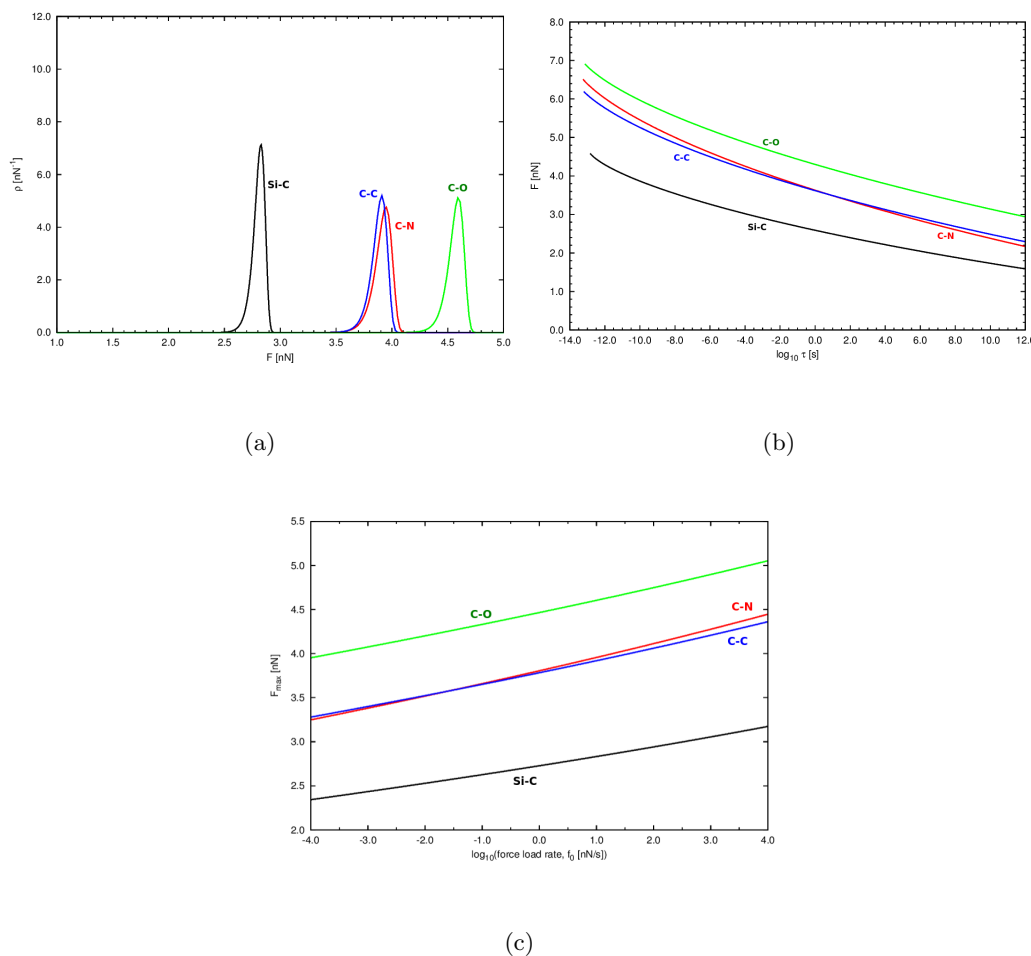 12.0
10.0
8.0
6.0
4.0
2.0
0.0
ρ [nN⁻¹]
Si-C
C-C
C-N
C-O
1.0 1.5 2.0 2.5 3.0 3.5 4.0 4.5 5.0
F [nN]
(a)
8.0
7.0
6.0
5.0
4.0
3.0
2.0
1.0
0.0
F [nN]
C-O
C-C
Si-C
C-N
-14.0 -12.0 -10.0 -8.0 -6.0 -4.0 -2.0 0.0 2.0 4.0 6.0 8.0 10.0 12.0
log₁₀ τ [s]
(b)
5.5
5.0
4.5
4.0
3.5
3.0
2.5
2.0
Fₘₐₓ [nN]
C-O
C-N
C-C
Si-C
-4.0 -3.0 -2.0 -1.0 0.0 1.0 2.0 3.0 4.0
log₁₀(force load rate, f₀ [nN/s])
(c)